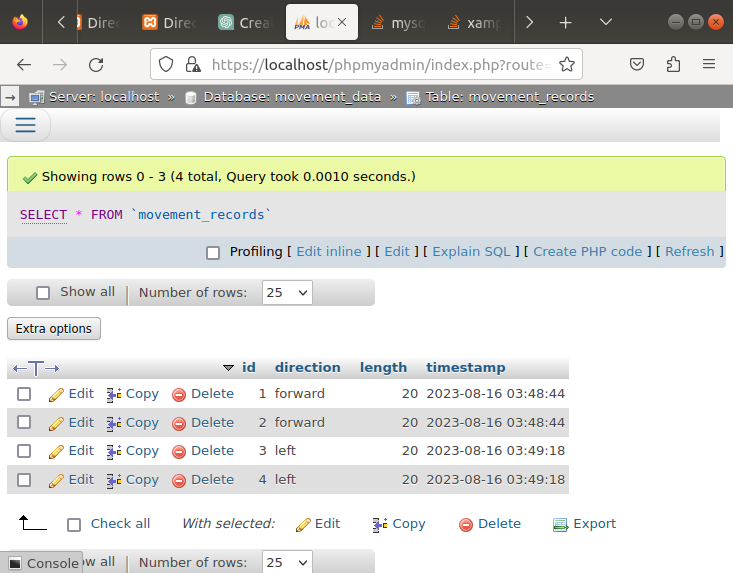 Direc Direc Crea loc myso xamp
https://localhost/phpmyadmin/index.php?route=
Server: localhost » Database: movement_data » Table: movement_records
Showing rows 0 - 3 (4 total, Query took 0.0010 seconds.)
SELECT * FROM `movement_records`
Profiling [ Edit inline ] [ Edit ] [ Explain SQL ] [ Create PHP code ] [ Refresh ]
Show all Number of rows: 25
Extra options
id direction length timestamp
Edit Copy Delete 1 forward 20 2023-08-16 03:48:44
Edit Copy Delete 2 forward 20 2023-08-16 03:48:44
Edit Copy Delete 3 left 20 2023-08-16 03:49:18
Edit Copy Delete 4 left 20 2023-08-16 03:49:18
Check all With selected: Edit Copy Delete Export
Console ow all Number of rows: 25